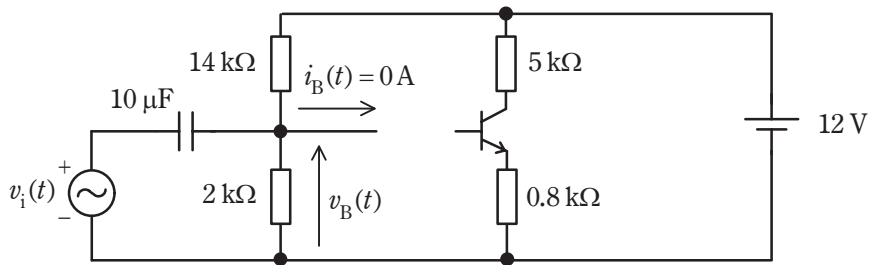 14 kΩ
i_B(t) = 0 A
5 kΩ
10 μF
12 V
+
v_i(t)
−
2 kΩ
v_B(t)
0.8 kΩ